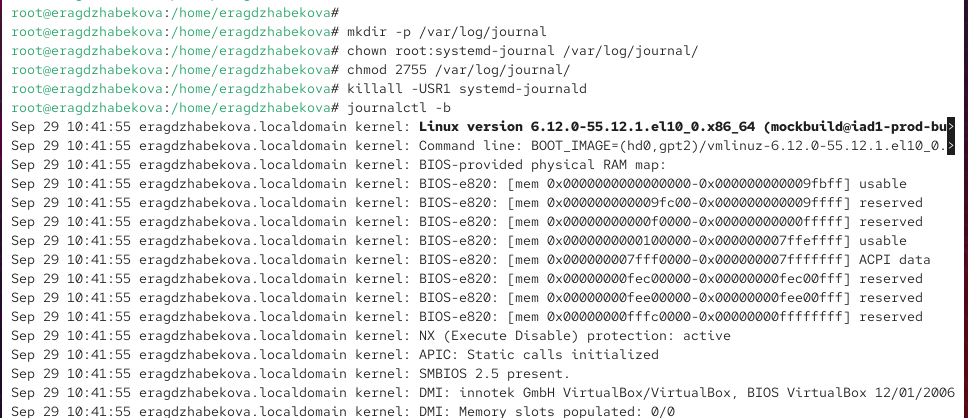 root@eragdzhabekova:/home/eragdzhabekova#
root@eragdzhabekova:/home/eragdzhabekova# mkdir -p /var/log/journal
root@eragdzhabekova:/home/eragdzhabekova# chown root:systemd-journal /var/log/journal/
root@eragdzhabekova:/home/eragdzhabekova# chmod 2755 /var/log/journal/
root@eragdzhabekova:/home/eragdzhabekova# killall -USR1 systemd-journald
root@eragdzhabekova:/home/eragdzhabekova# journalctl -b
Sep 29 10:41:55 eragdzhabekova.localdomain kernel: Linux version 6.12.0-55.12.1.el10_0.x86_64 (mockbuild@iad1-prod-bu>
Sep 29 10:41:55 eragdzhabekova.localdomain kernel: Command line: BOOT_IMAGE=(hd0,gpt2)/vmlinuz-6.12.0-55.12.1.el10_0.>
Sep 29 10:41:55 eragdzhabekova.localdomain kernel: BIOS-provided physical RAM map:
Sep 29 10:41:55 eragdzhabekova.localdomain kernel: BIOS-e820: [mem 0x0000000000000000-0x000000000009fbff] usable
Sep 29 10:41:55 eragdzhabekova.localdomain kernel: BIOS-e820: [mem 0x000000000009fc00-0x000000000009ffff] reserved
Sep 29 10:41:55 eragdzhabekova.localdomain kernel: BIOS-e820: [mem 0x00000000000f0000-0x00000000000fffff] reserved
Sep 29 10:41:55 eragdzhabekova.localdomain kernel: BIOS-e820: [mem 0x0000000000100000-0x000000007ffeffff] usable
Sep 29 10:41:55 eragdzhabekova.localdomain kernel: BIOS-e820: [mem 0x000000007fff0000-0x000000007fffffff] ACPI data
Sep 29 10:41:55 eragdzhabekova.localdomain kernel: BIOS-e820: [mem 0x00000000fec00000-0x00000000fec00fff] reserved
Sep 29 10:41:55 eragdzhabekova.localdomain kernel: BIOS-e820: [mem 0x00000000fee00000-0x00000000fee00fff] reserved
Sep 29 10:41:55 eragdzhabekova.localdomain kernel: BIOS-e820: [mem 0x00000000fffc0000-0x00000000ffffffff] reserved
Sep 29 10:41:55 eragdzhabekova.localdomain kernel: NX (Execute Disable) protection: active
Sep 29 10:41:55 eragdzhabekova.localdomain kernel: APIC: Static calls initialized
Sep 29 10:41:55 eragdzhabekova.localdomain kernel: SMBIOS 2.5 present.
Sep 29 10:41:55 eragdzhabekova.localdomain kernel: DMI: innotek GmbH VirtualBox/VirtualBox, BIOS VirtualBox 12/01/2006
Sep 29 10:41:55 eragdzhabekova.localdomain kernel: DMI: Memory slots populated: 0/0